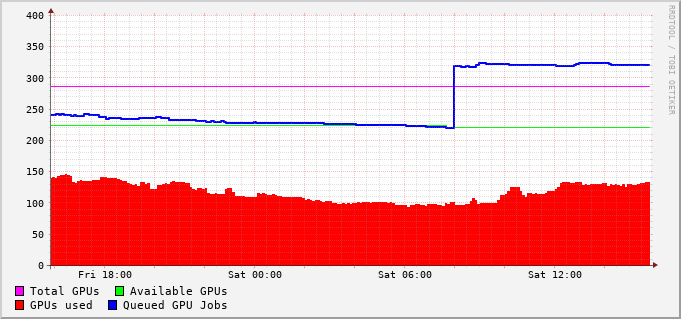 400
350
300
250
200
150
100
50
0
Fri 18:00 Sat 00:00 Sat 06:00 Sat 12:00
Total GPUs Available GPUs
GPUs used Queued GPU Jobs
RRDTOOL / TOBI OETIKER